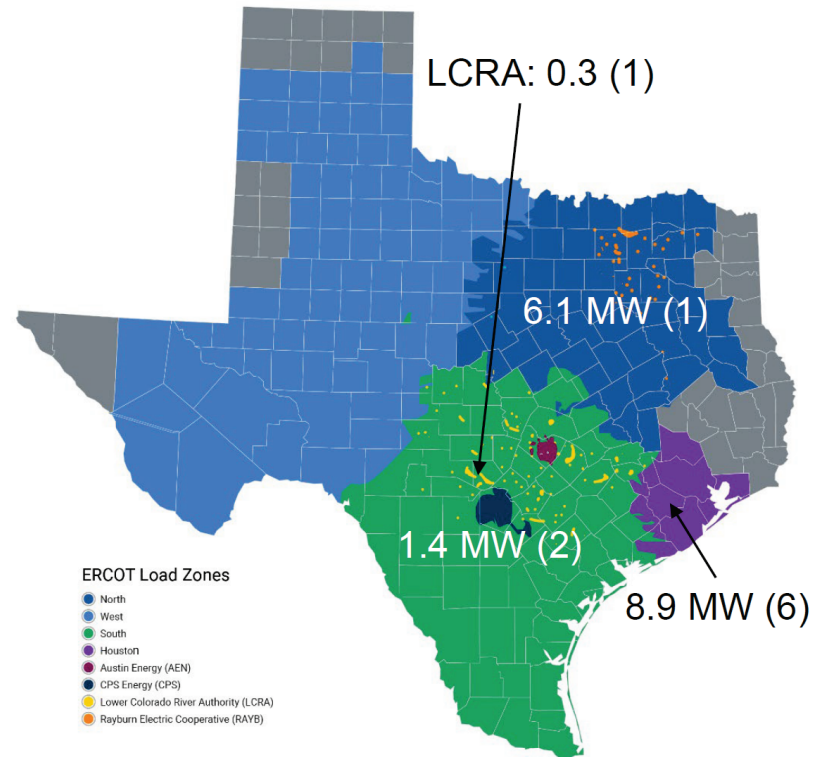 LCRA: 0.3 (1)
6.1 MW (1)
1.4 MW (2)
8.9 MW (6)
ERCOT Load Zones
North
West
South
Houston
Austin Energy (AEN)
CPS Energy (CPS)
Lower Colorado River Authority (LCRA)
Rayburn Electric Cooperative (RAYB)